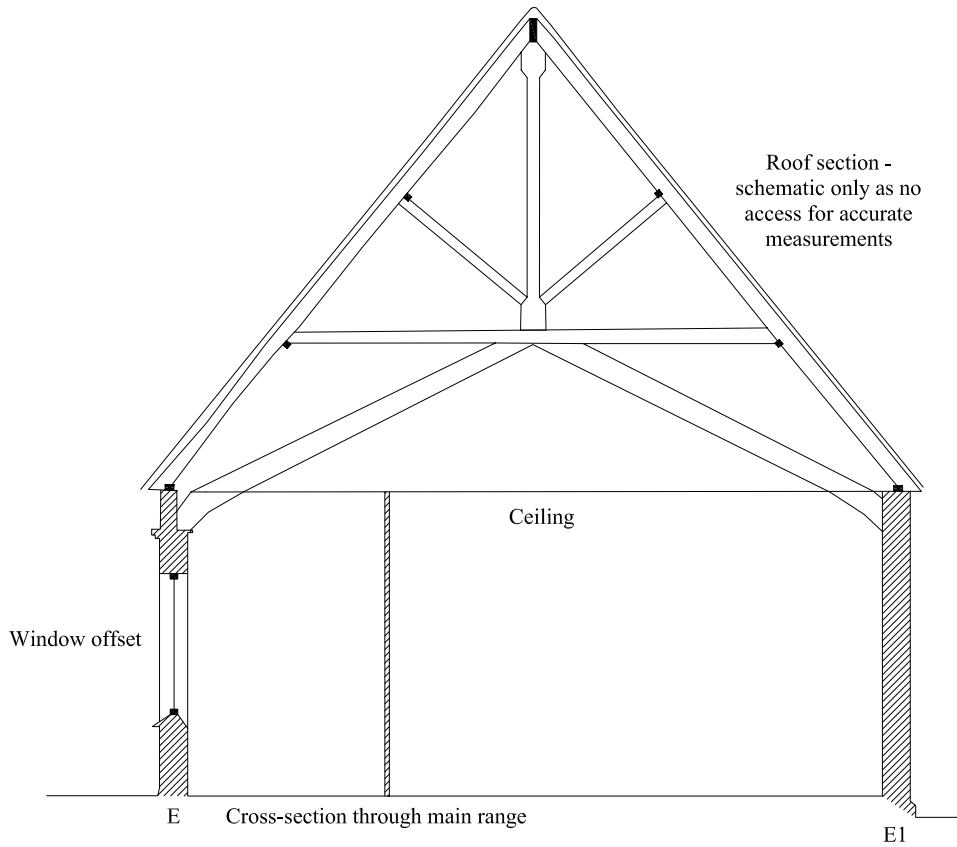 Roof section -
schematic only as no
access for accurate
measurements
Ceiling
Window offset
E
Cross-section through main range
E1